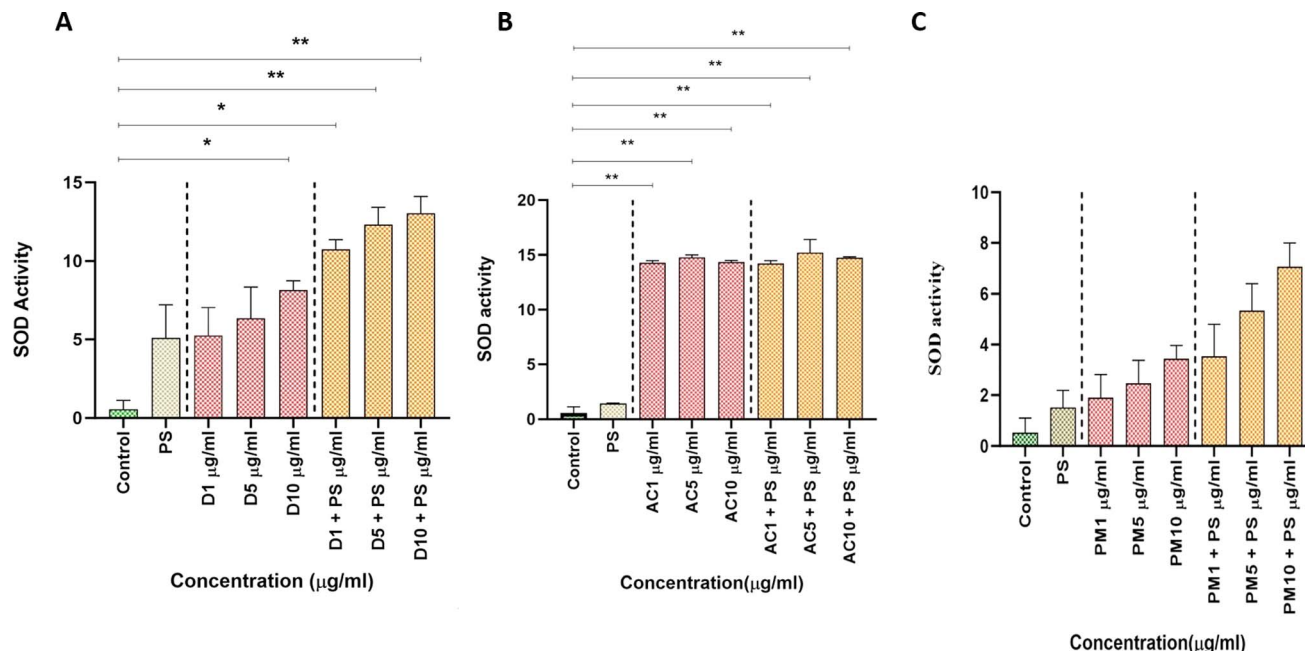 A
**
**
*
*
SOD Activity
15
10
5
0
Control
PS
D1 μg/ml
D5 μg/ml
D10 μg/ml
D1 + PS μg/ml
D5 + PS μg/ml
D10 + PS μg/ml
Concentration (μg/ml)
B
**
**
**
**
**
**
SOD activity
20
15
10
5
0
Control
PS
AC1 μg/ml
AC5 μg/ml
AC10 μg/ml
AC1 + PS μg/ml
AC5 + PS μg/ml
AC10 + PS μg/ml
Concentration(μg/ml)
C
SOD activity
10
8
6
4
2
0
Control
PS
PM1 μg/ml
PM5 μg/ml
PM10 μg/ml
PM1 + PS μg/ml
PM5 + PS μg/ml
PM10 + PS μg/ml
Concentration(μg/ml)